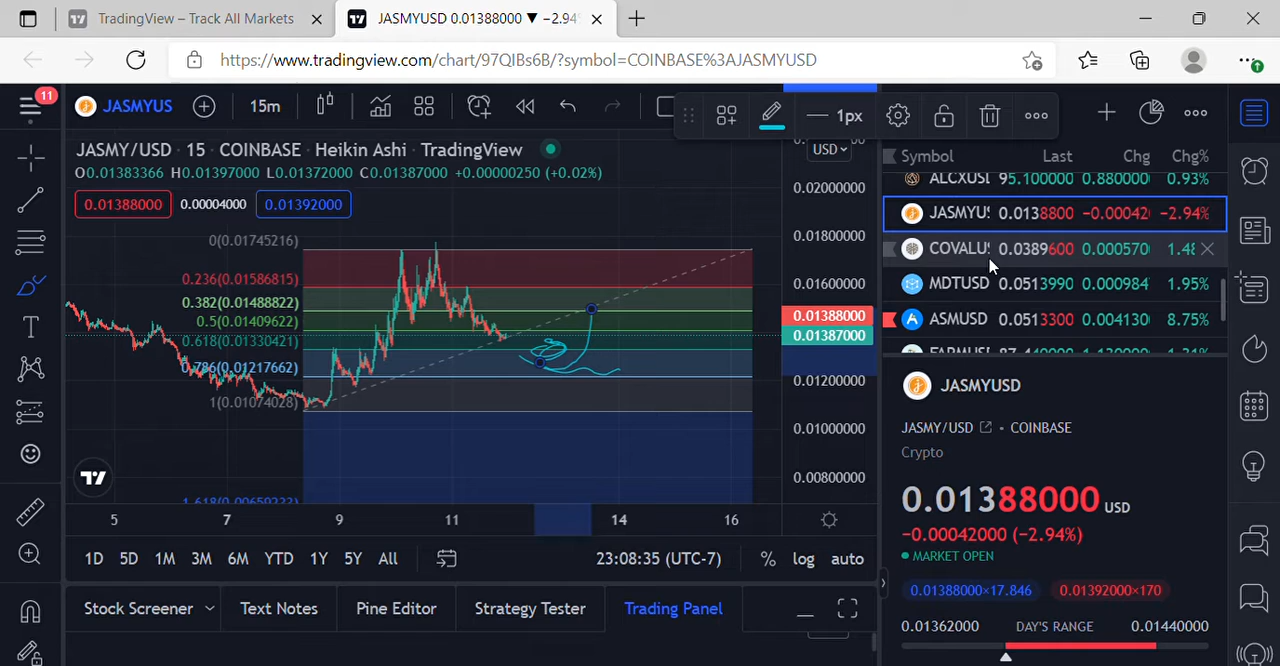 TradingView – Track All Markets
JASMYUSD 0.01388000 ▼ −2.94
https://www.tradingview.com/chart/97QIBs6B/?symbol=COINBASE%3AJASMYUSD
11
JASMYUS
15m
1px
JASMY/USD · 15 · COINBASE · Heikin Ashi · TradingView
O0.01383366 H0.01397000 L0.01372000 C0.01387000 +0.00000250 (+0.02%)
0.01388000
0.00004000
0.01392000
USD
0(0.01745216)
0.236(0.01586815)
0.382(0.01488822)
0.5(0.01409622)
0.618(0.01330421)
0.786(0.01217662)
1(0.01074028)
0.02000000
0.01800000
0.01600000
0.01388000
0.01387000
0.01200000
0.01000000
0.00800000
5 7 9 11 14 16
1D 5D 1M 3M 6M YTD 1Y 5Y All
23:08:35 (UTC-7)
% log auto
Stock Screener
Text Notes
Pine Editor
Strategy Tester
Trading Panel
Symbol Last Chg Chg%
ALCXUSD 95.100000 0.880000 0.93%
JASMYUS 0.0138800 −0.00042 −2.94%
COVALUS 0.0389600 0.000570 1.48
MDTUSD 0.0513990 0.000984 1.95%
ASMUSD 0.0513300 0.004130 8.75%
JASMYUSD
JASMY/USD • COINBASE
Crypto
0.01388000 USD
−0.00042000 (−2.94%)
MARKET OPEN
0.01388000×17.846
0.01392000×170
0.01362000 DAY'S RANGE 0.01440000